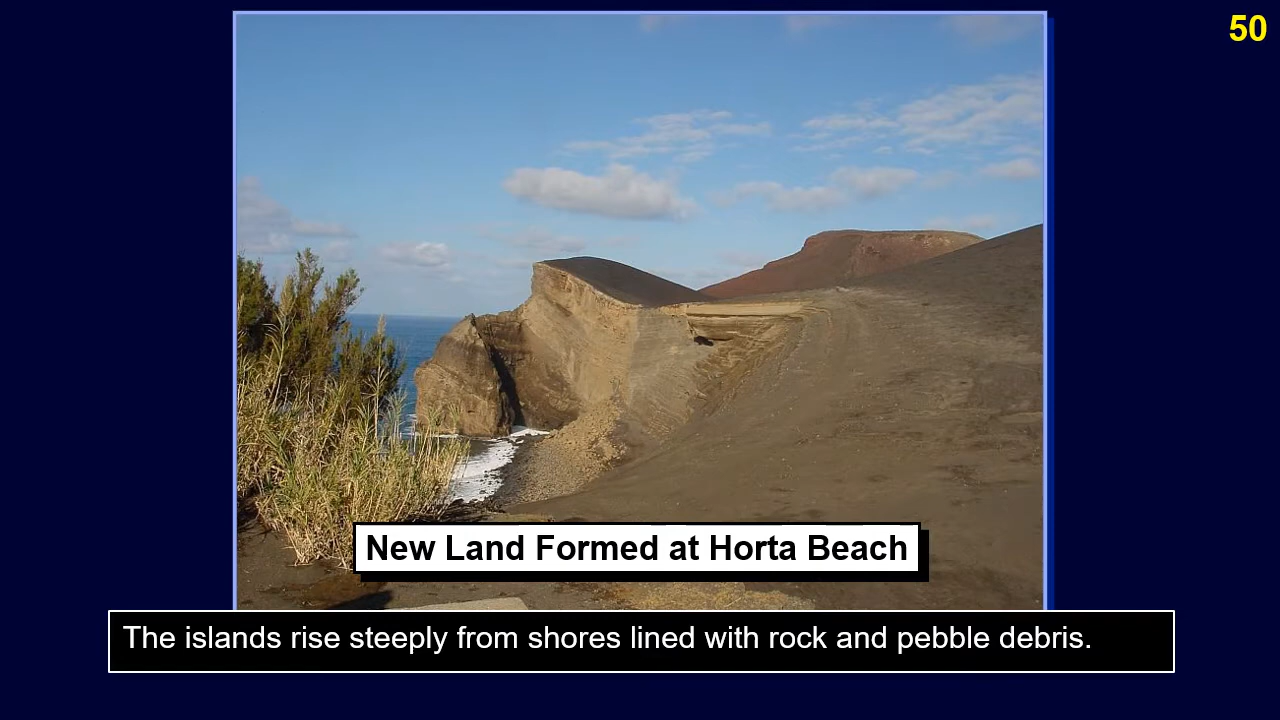 50
New Land Formed at Horta Beach
The islands rise steeply from shores lined with rock and pebble debris.